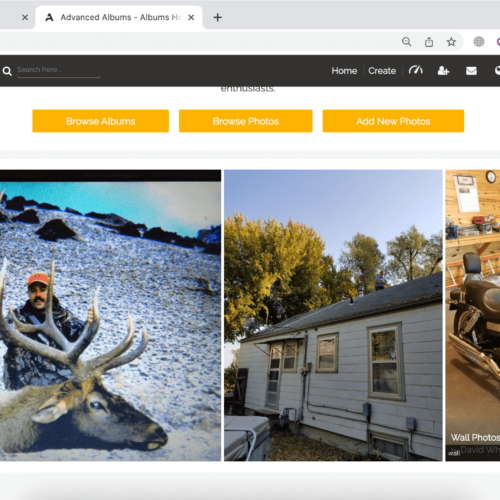 Advanced Albums - Albums Ho
Search here..
Home Create
enthusiasts.
Browse Albums Browse Photos Add New Photos
Wall Photos
by David Wh
wall